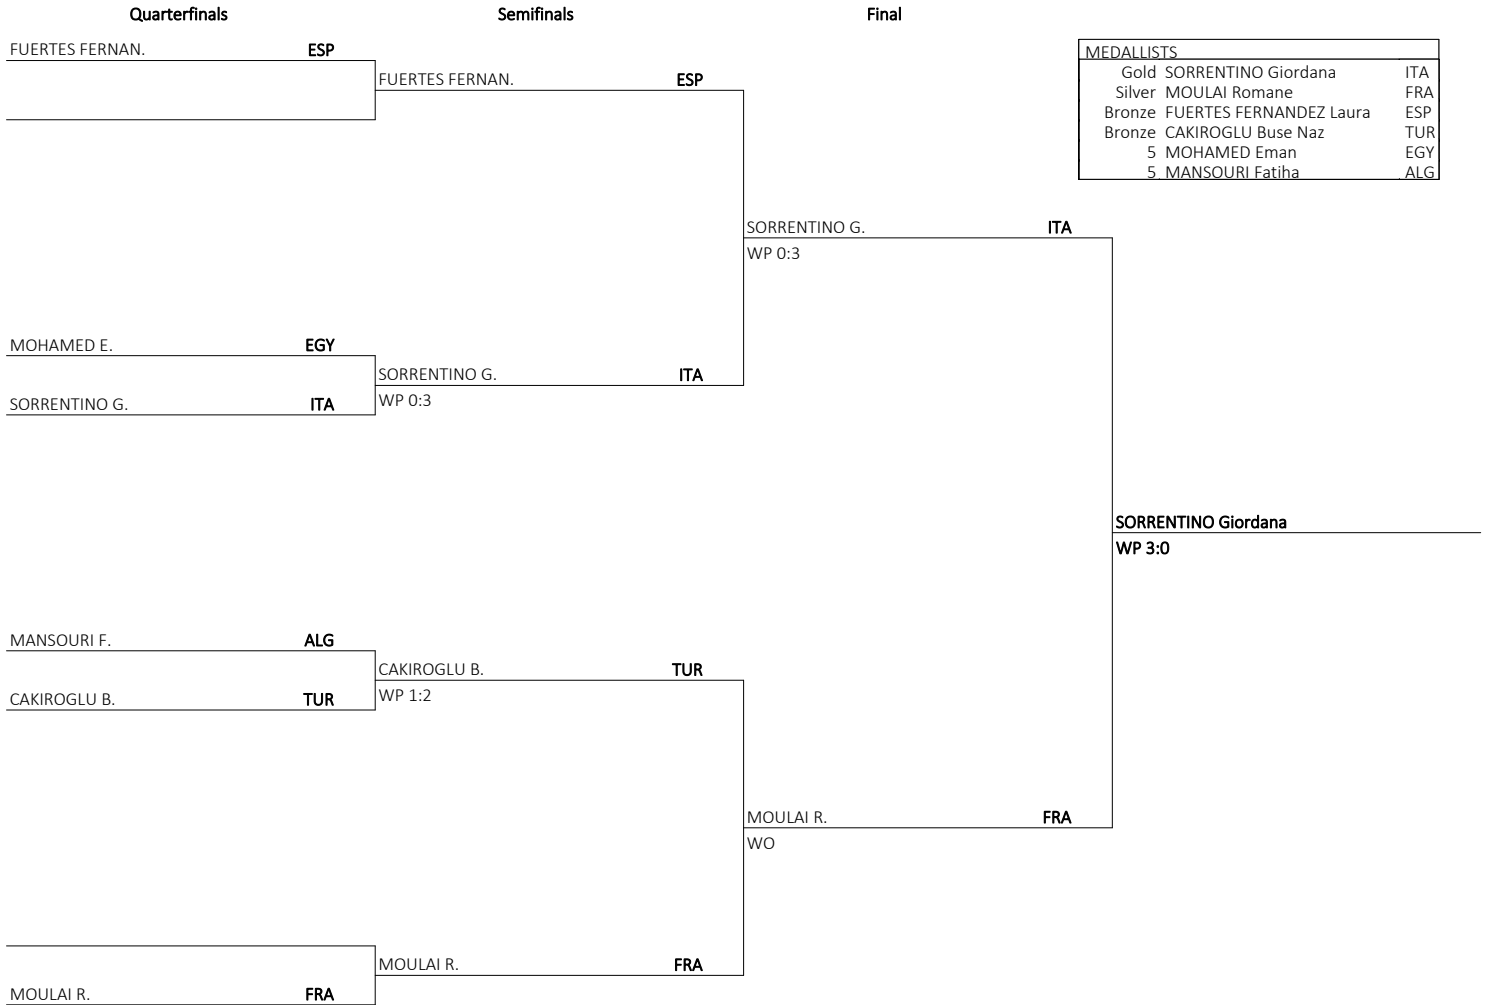 Quarterfinals Semifinals Final
FUERTES FERNAN. ESP
MEDALLISTS
FUERTES FERNAN. ESP
Gold SORRENTINO Giordana ITA
Silver MOULAI Romane FRA
Bronze FUERTES FERNANDEZ Laura ESP
Bronze CAKIROGLU Buse Naz TUR
5 MOHAMED Eman EGY
5 MANSOURI Fatiha ALG
SORRENTINO G. ITA
WP 0:3
MOHAMED E. EGY
SORRENTINO G. ITA
WP 0:3
SORRENTINO G. ITA
SORRENTINO Giordana
WP 3:0
MANSOURI F. ALG
CAKIROGLU B. TUR
WP 1:2
CAKIROGLU B. TUR
MOULAI R. FRA
WO
MOULAI R. FRA
MOULAI R. FRA